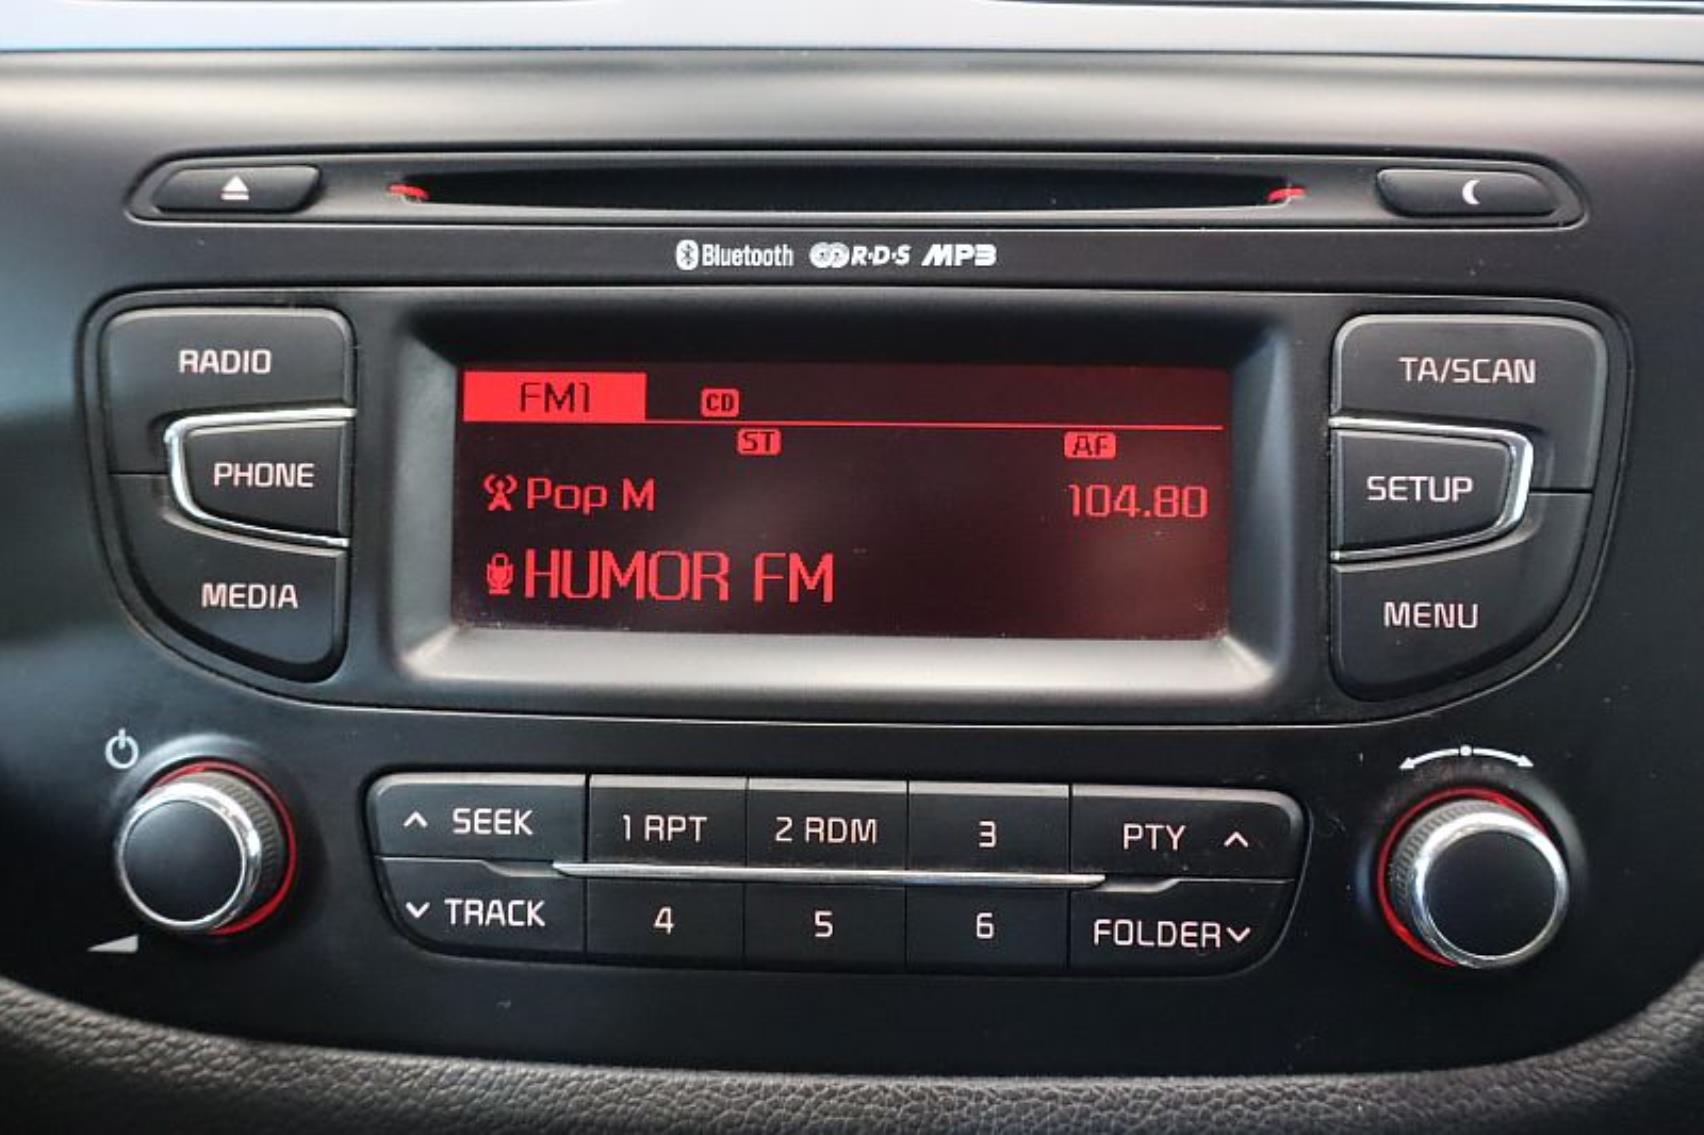 Bluetooth R·D·S MP3
RADIO
PHONE
MEDIA
FM1 CD
ST AF
Pop M 104.80
HUMOR FM
TA/SCAN
SETUP
MENU
SEEK 1 RPT 2 RDM 3 PTY
TRACK 4 5 6 FOLDER